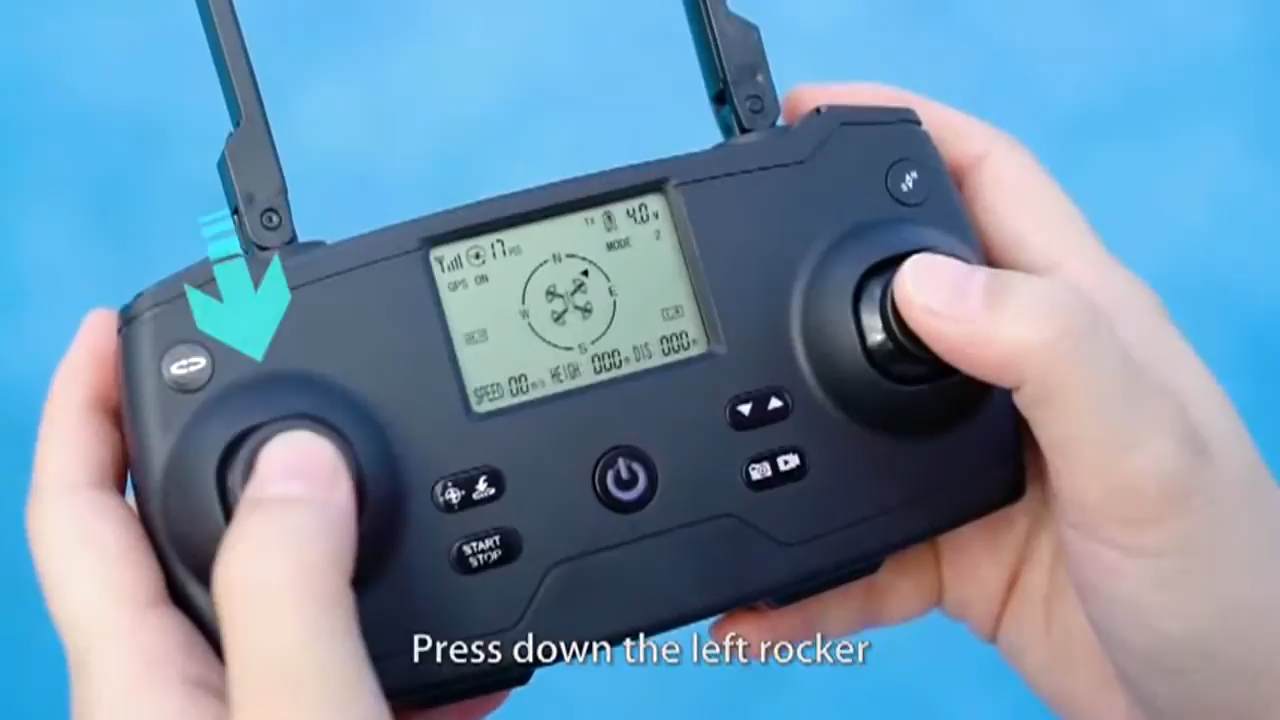 17
GPS ON
4.0 v
MODE 2
N
E
W
S
SPEED 00 m/s HEIGH 000 m DIS 000 m
START
STOP
Press down the left rocker